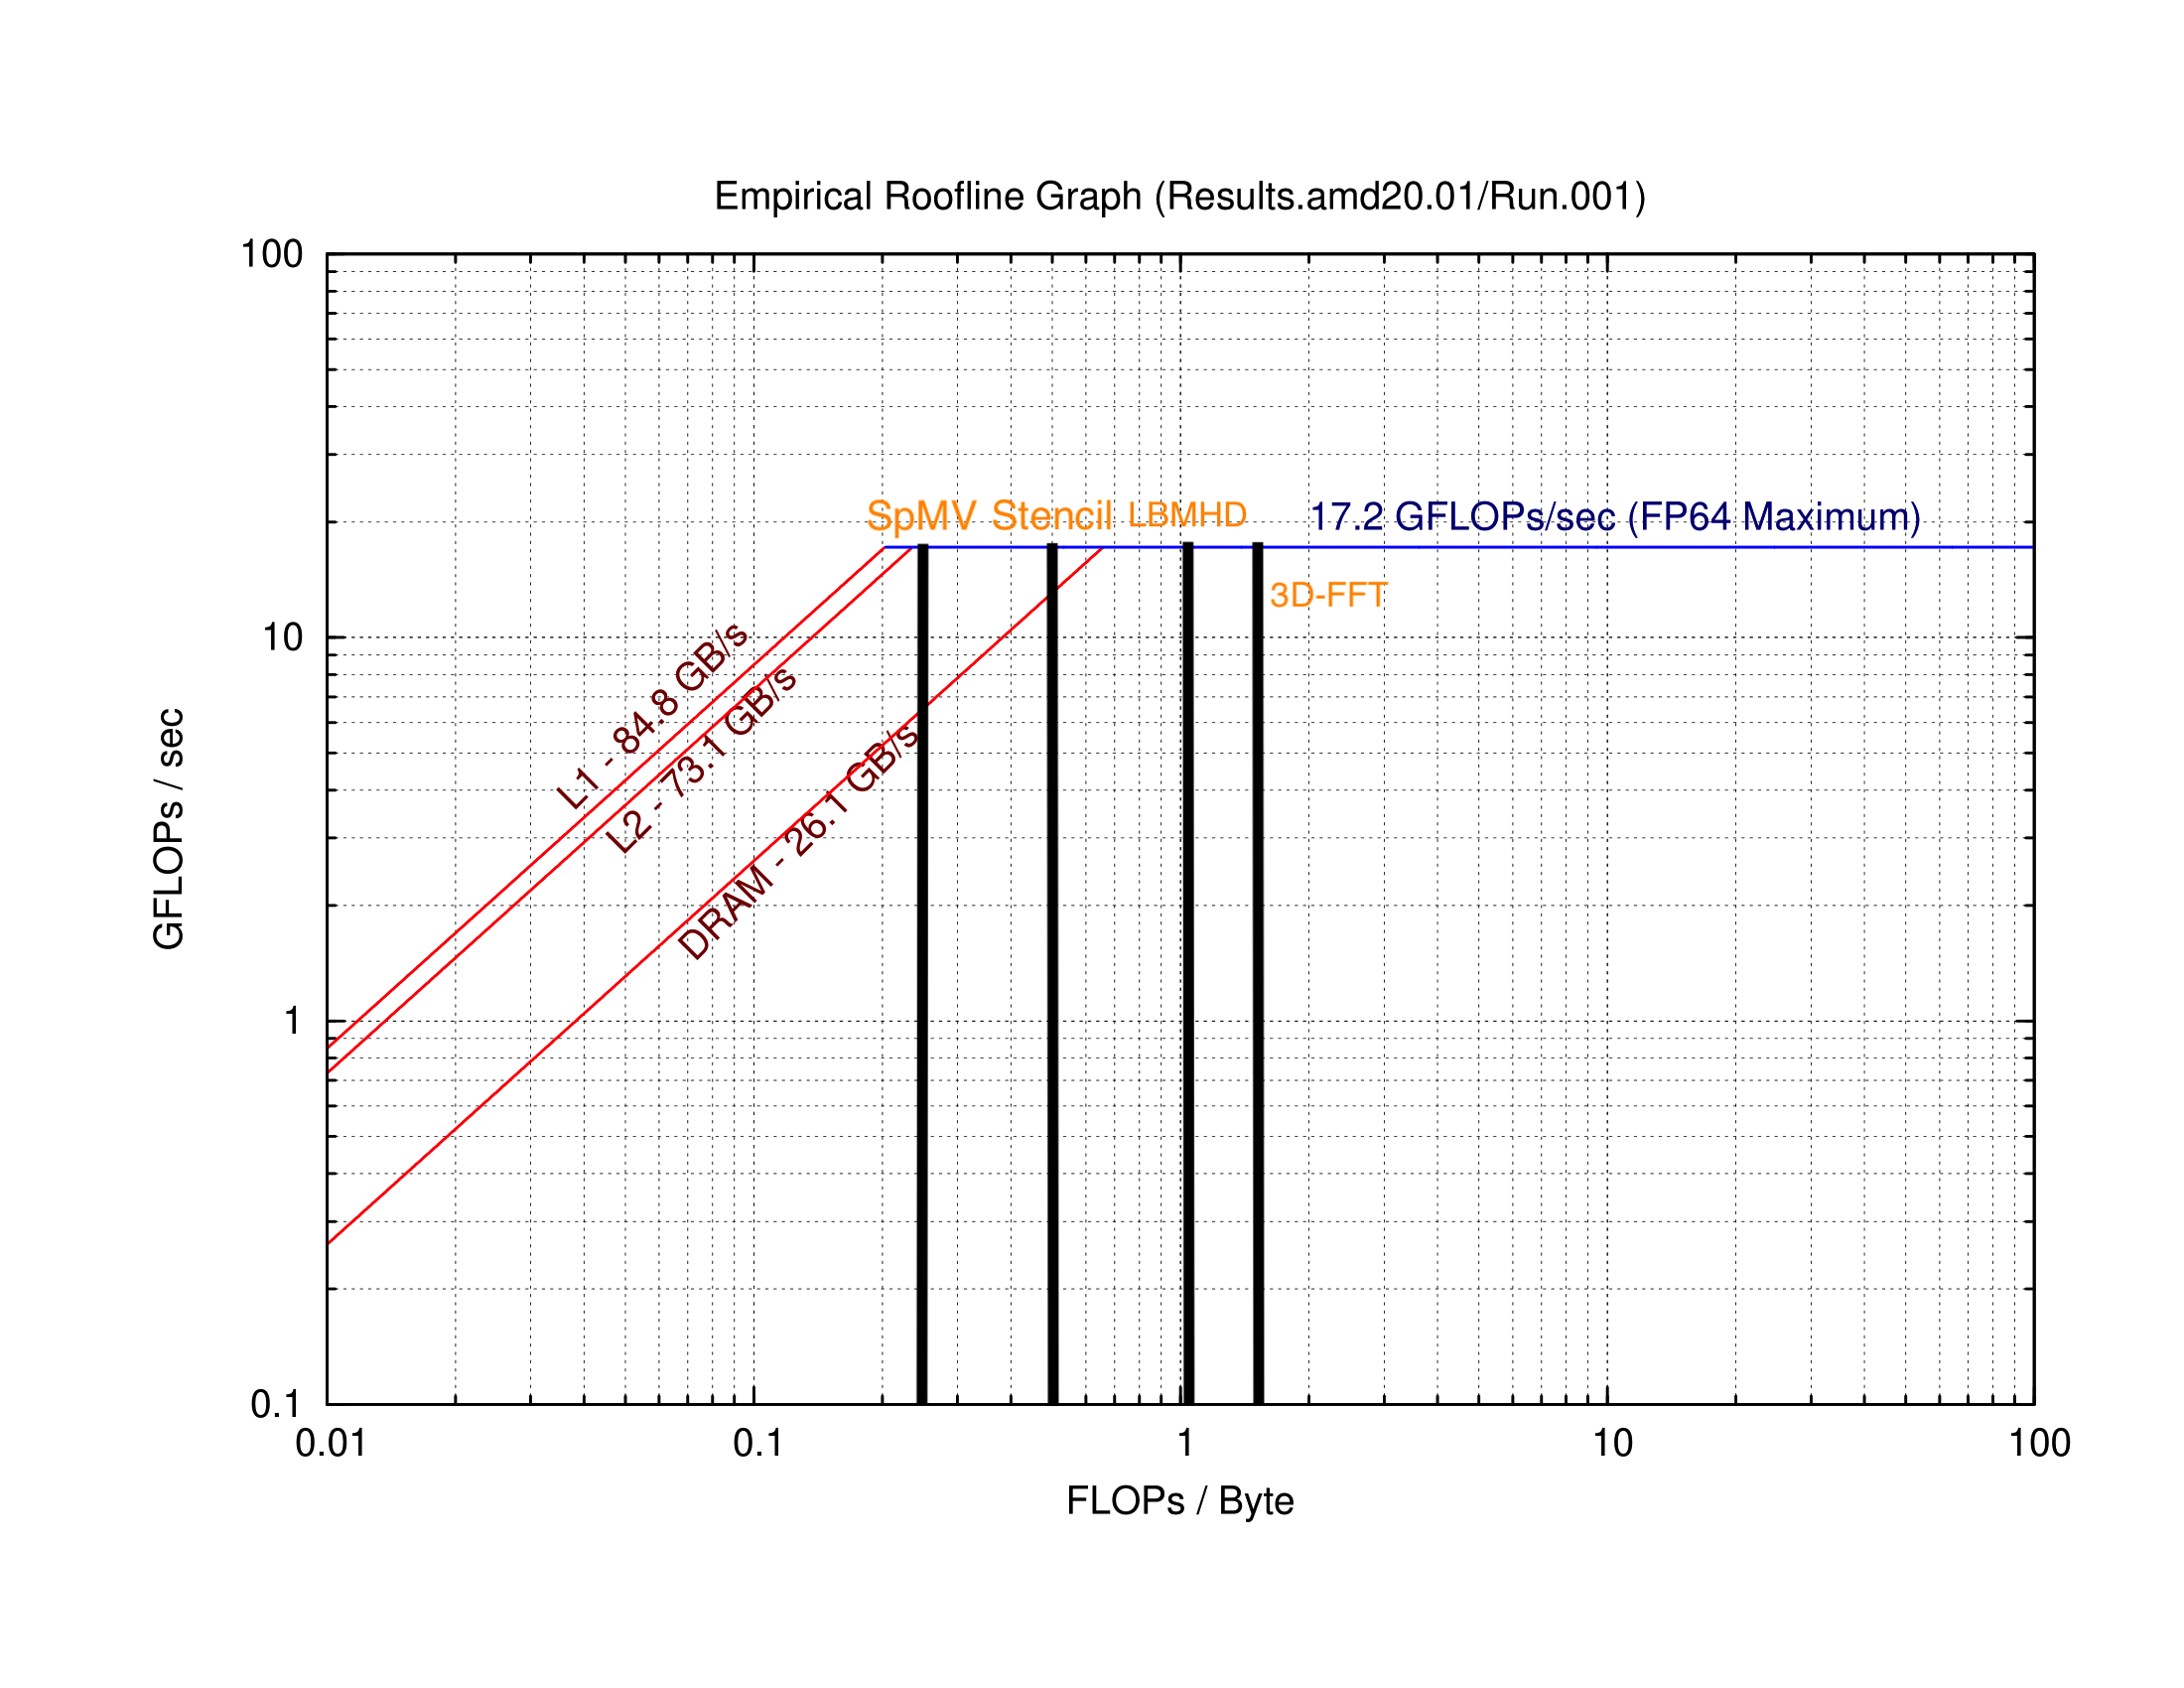 Empirical Roofline Graph (Results.amd20.01/Run.001)
100
10
1
0.1
GFLOPs / sec
SpMV Stencil LBMHD 17.2 GFLOPs/sec (FP64 Maximum)
3D-FFT
L1 - 84.8 GB/s
L2 - 73.1 GB/s
DRAM - 26.1 GB/s
0.01 0.1 1 10 100
FLOPs / Byte